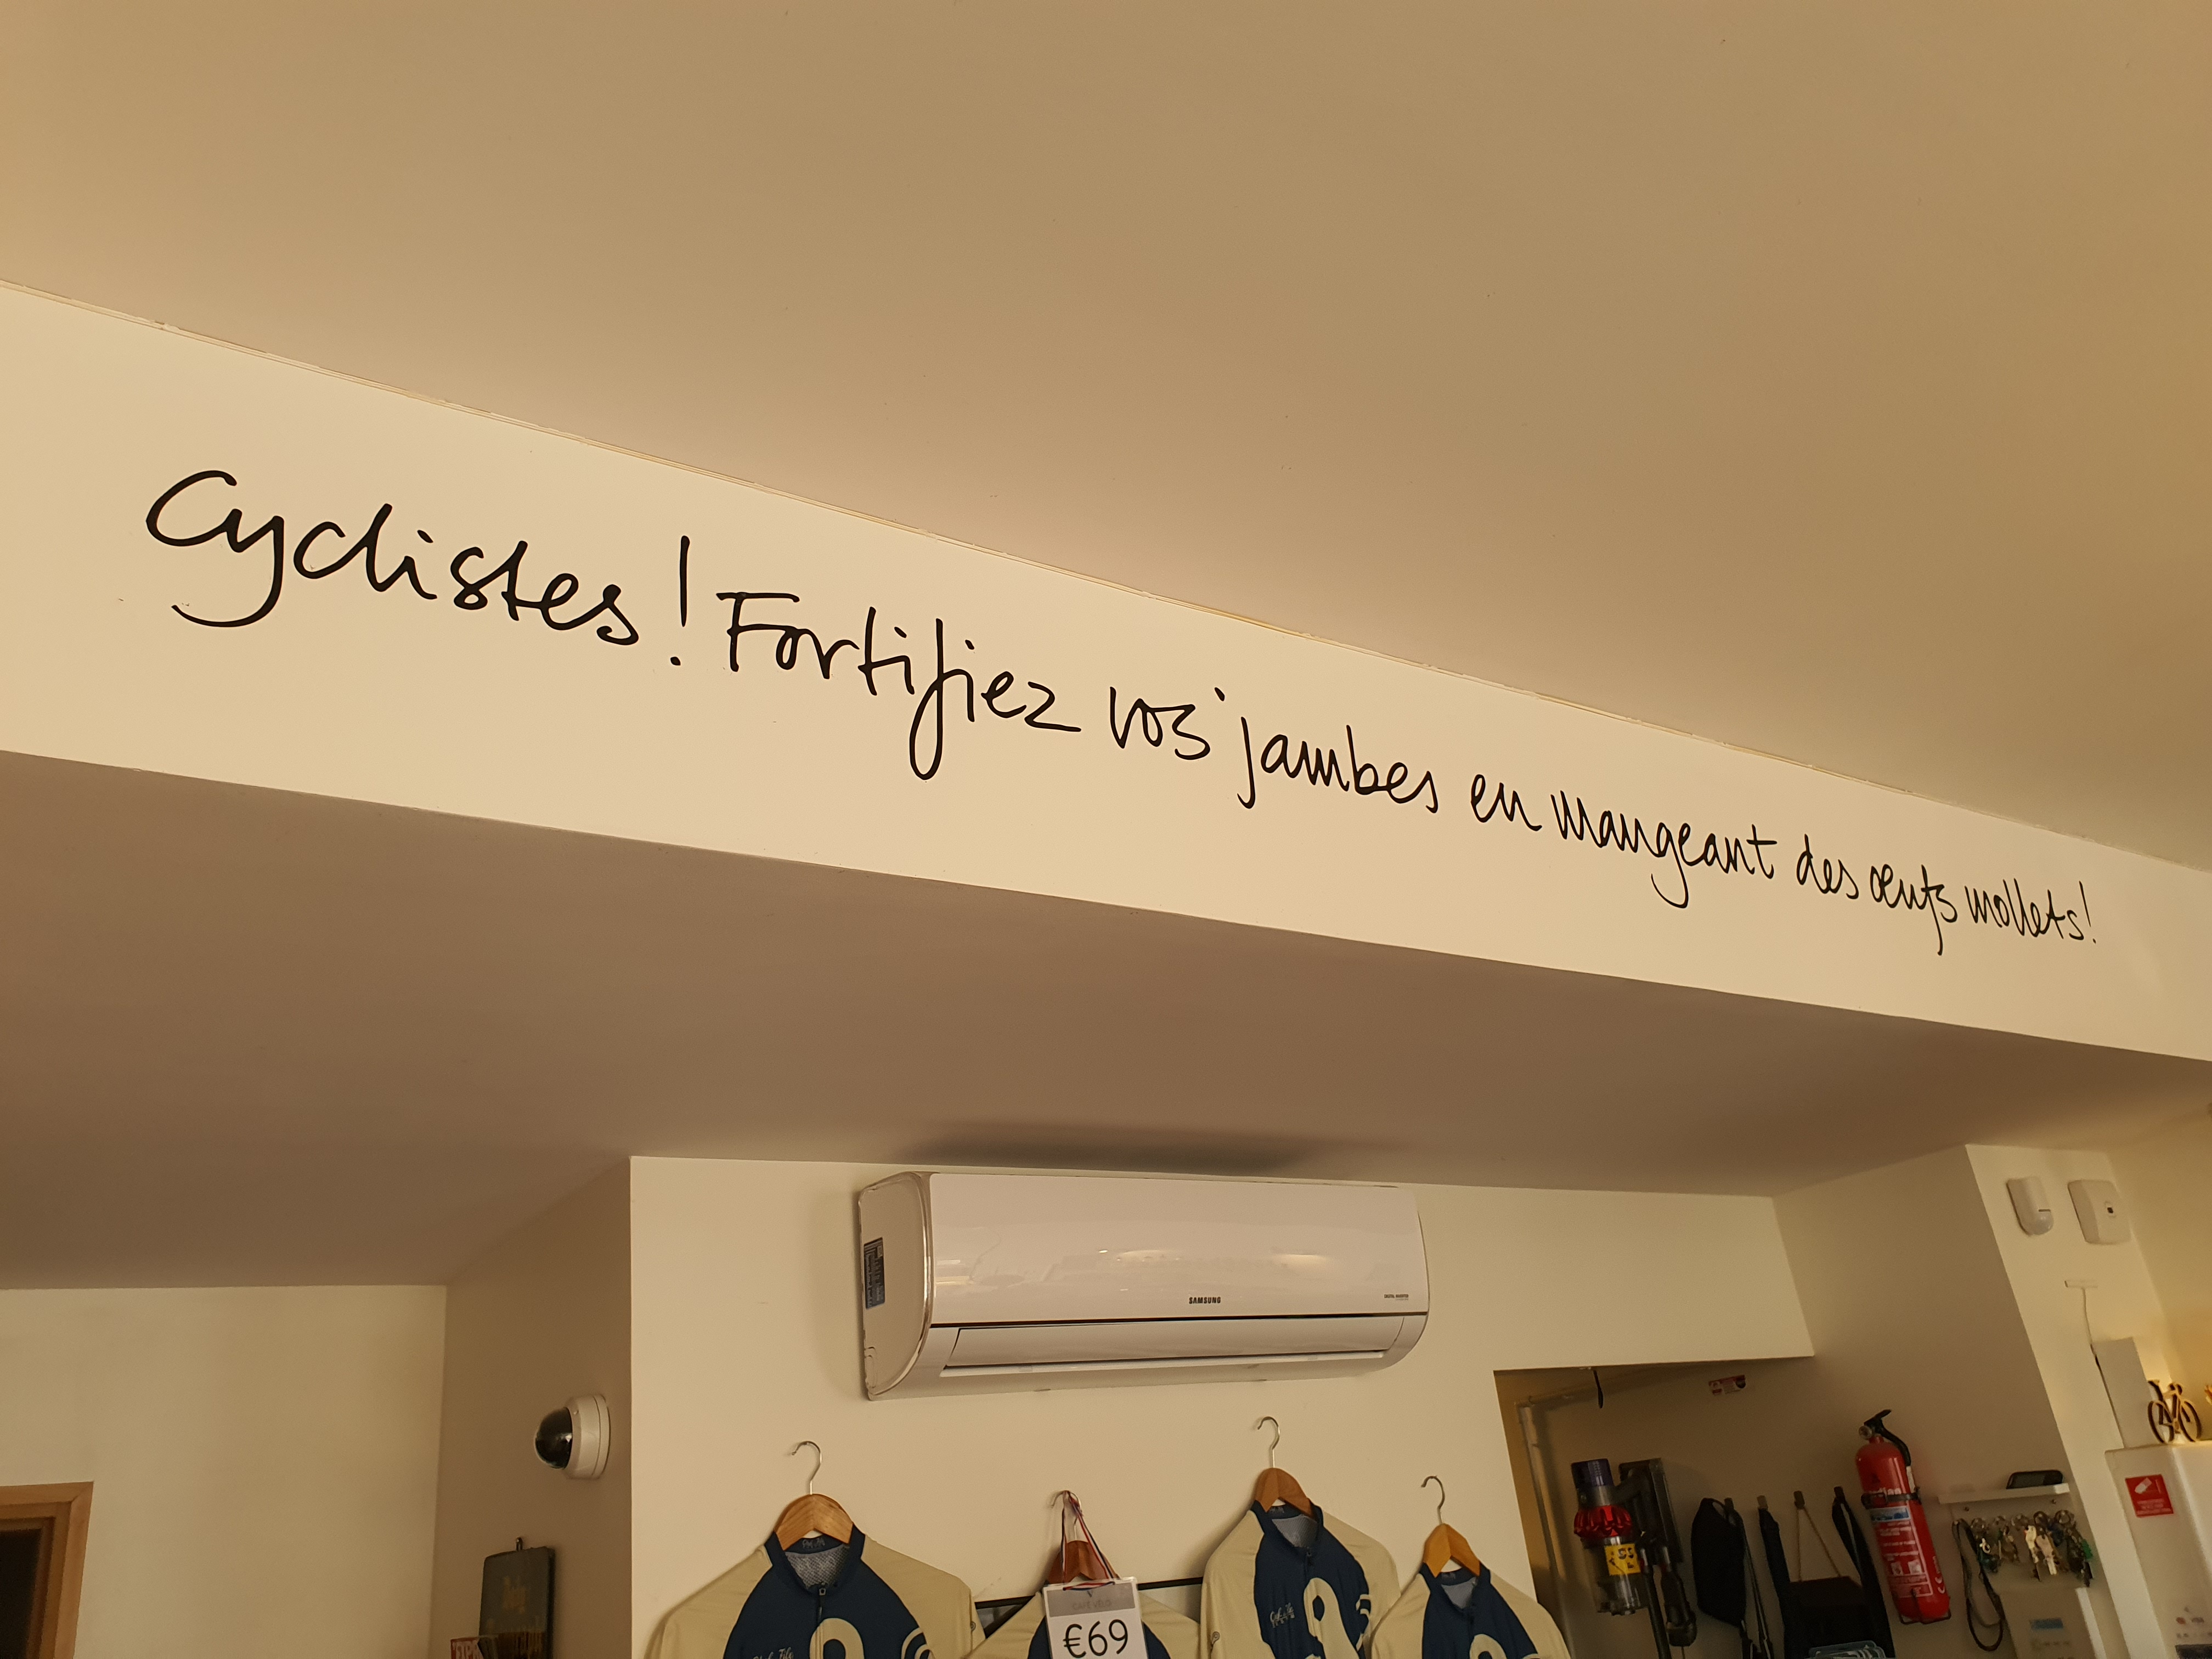 Cyclistes! Fortifiez vos jambes en mangeant des œufs mollets!
SAMSUNG
€69